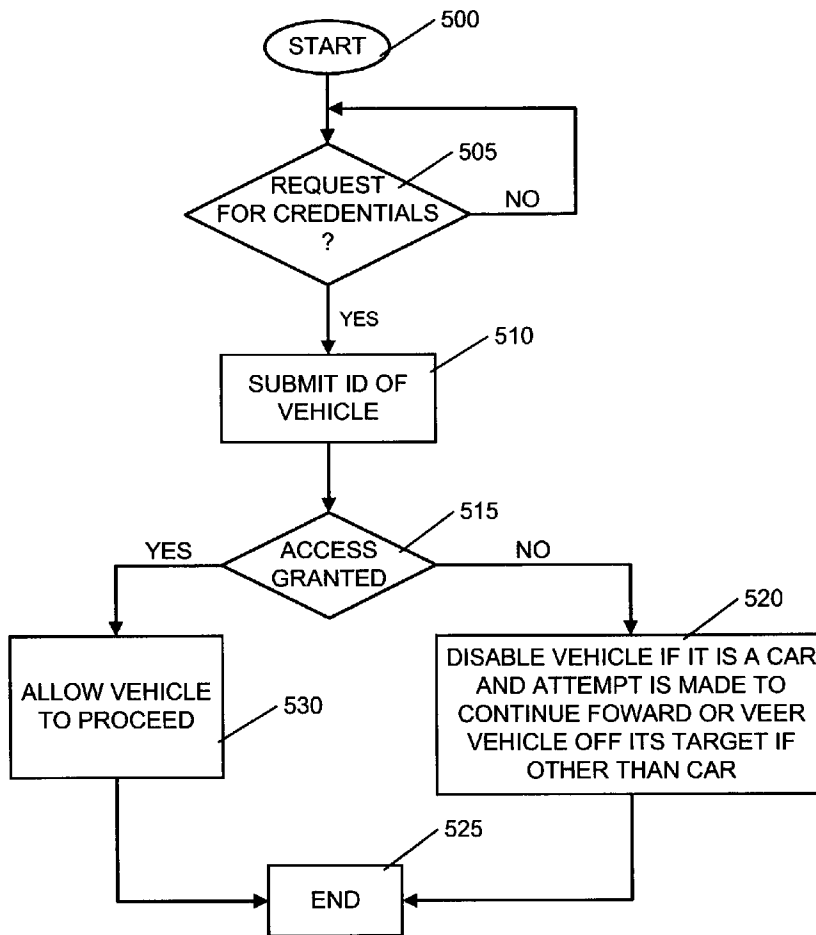 START
500
505
REQUEST
FOR CREDENTIALS
?
NO
YES
510
SUBMIT ID OF
VEHICLE
515
YES
ACCESS
GRANTED
NO
520
ALLOW VEHICLE
TO PROCEED
530
DISABLE VEHICLE IF IT IS A CAR
AND ATTEMPT IS MADE TO
CONTINUE FOWARD OR VEER
VEHICLE OFF ITS TARGET IF
OTHER THAN CAR
525
END